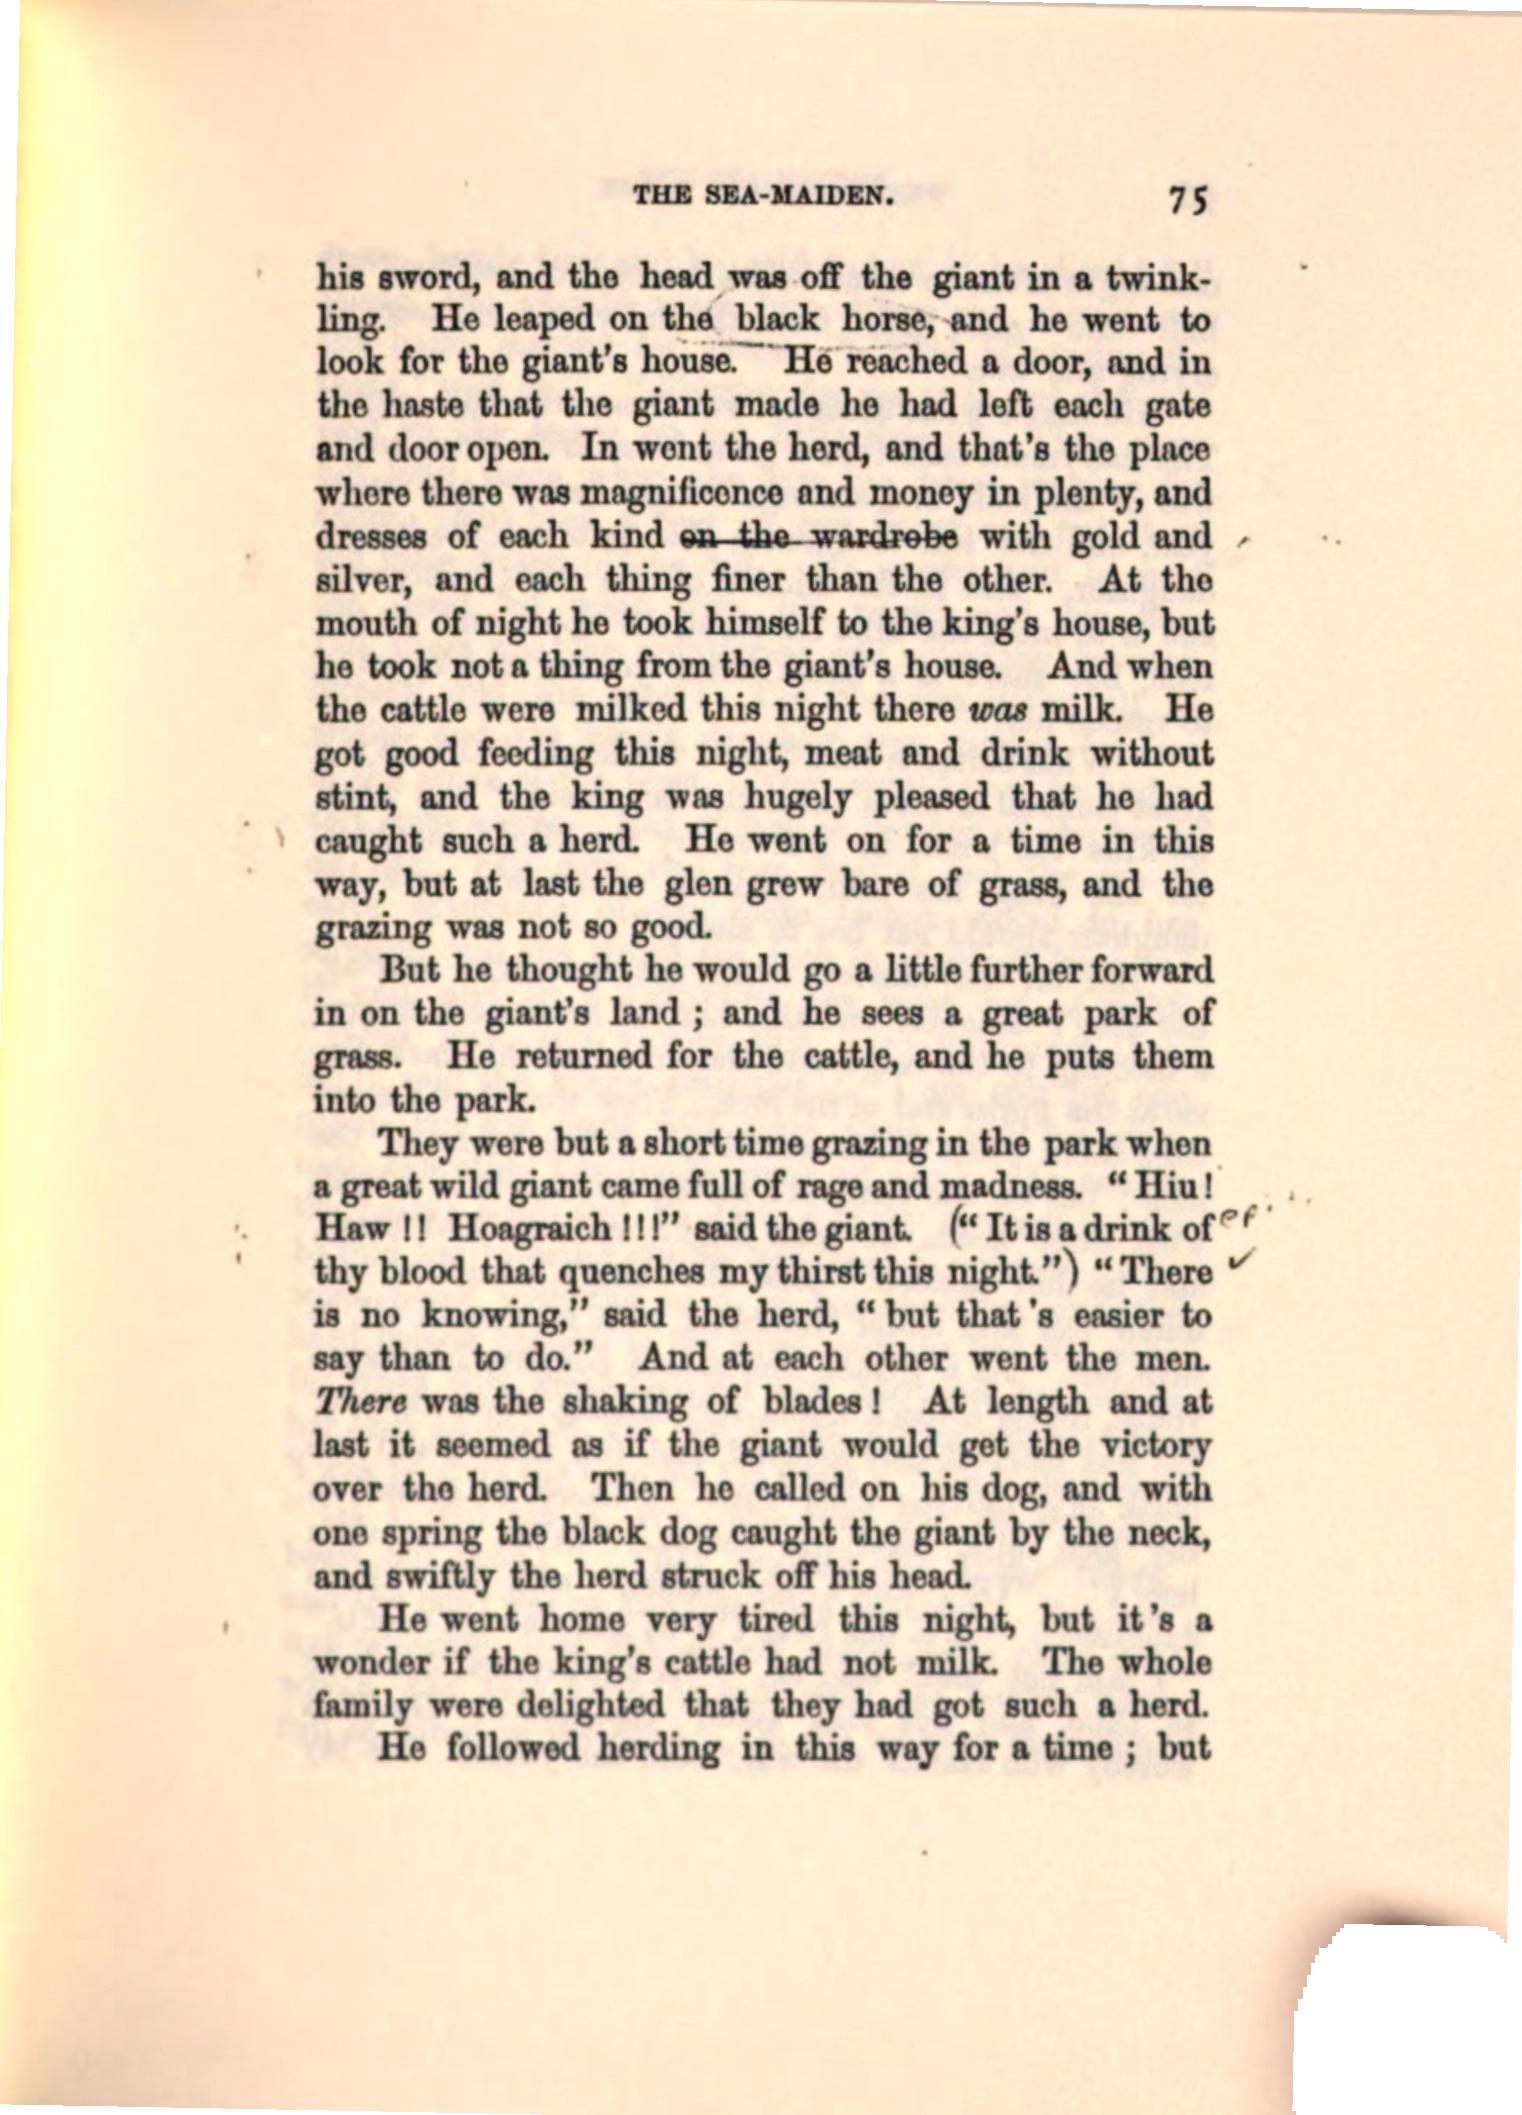 THE SEA-MAIDEN. 75
his sword, and the head was off the giant in a twink-
ling. He leaped on the black horse, and he went to
look for the giant's house. He reached a door, and in
the haste that the giant made he had left each gate
and door open. In went the herd, and that's the place
where there was magnificence and money in plenty, and
dresses of each kind on the wardrobe with gold and
silver, and each thing finer than the other. At the
mouth of night he took himself to the king's house, but
he took not a thing from the giant's house. And when
the cattle were milked this night there was milk. He
got good feeding this night, meat and drink without
stint, and the king was hugely pleased that he had
caught such a herd. He went on for a time in this
way, but at last the glen grew bare of grass, and the
grazing was not so good.
But he thought he would go a little further forward
in on the giant's land ; and he sees a great park of
grass. He returned for the cattle, and he puts them
into the park.
They were but a short time grazing in the park when
a great wild giant came full of rage and madness. “Hiu!
Haw !! Hoagraich !!!” said the giant. (“It is a drink of
thy blood that quenches my thirst this night.”) “There
is no knowing,” said the herd, “but that's easier to
say than to do.” And at each other went the men.
There was the shaking of blades ! At length and at
last it seemed as if the giant would get the victory
over the herd. Then he called on his dog, and with
one spring the black dog caught the giant by the neck,
and swiftly the herd struck off his head.
He went home very tired this night, but it's a
wonder if the king's cattle had not milk. The whole
family were delighted that they had got such a herd.
He followed herding in this way for a time ; but